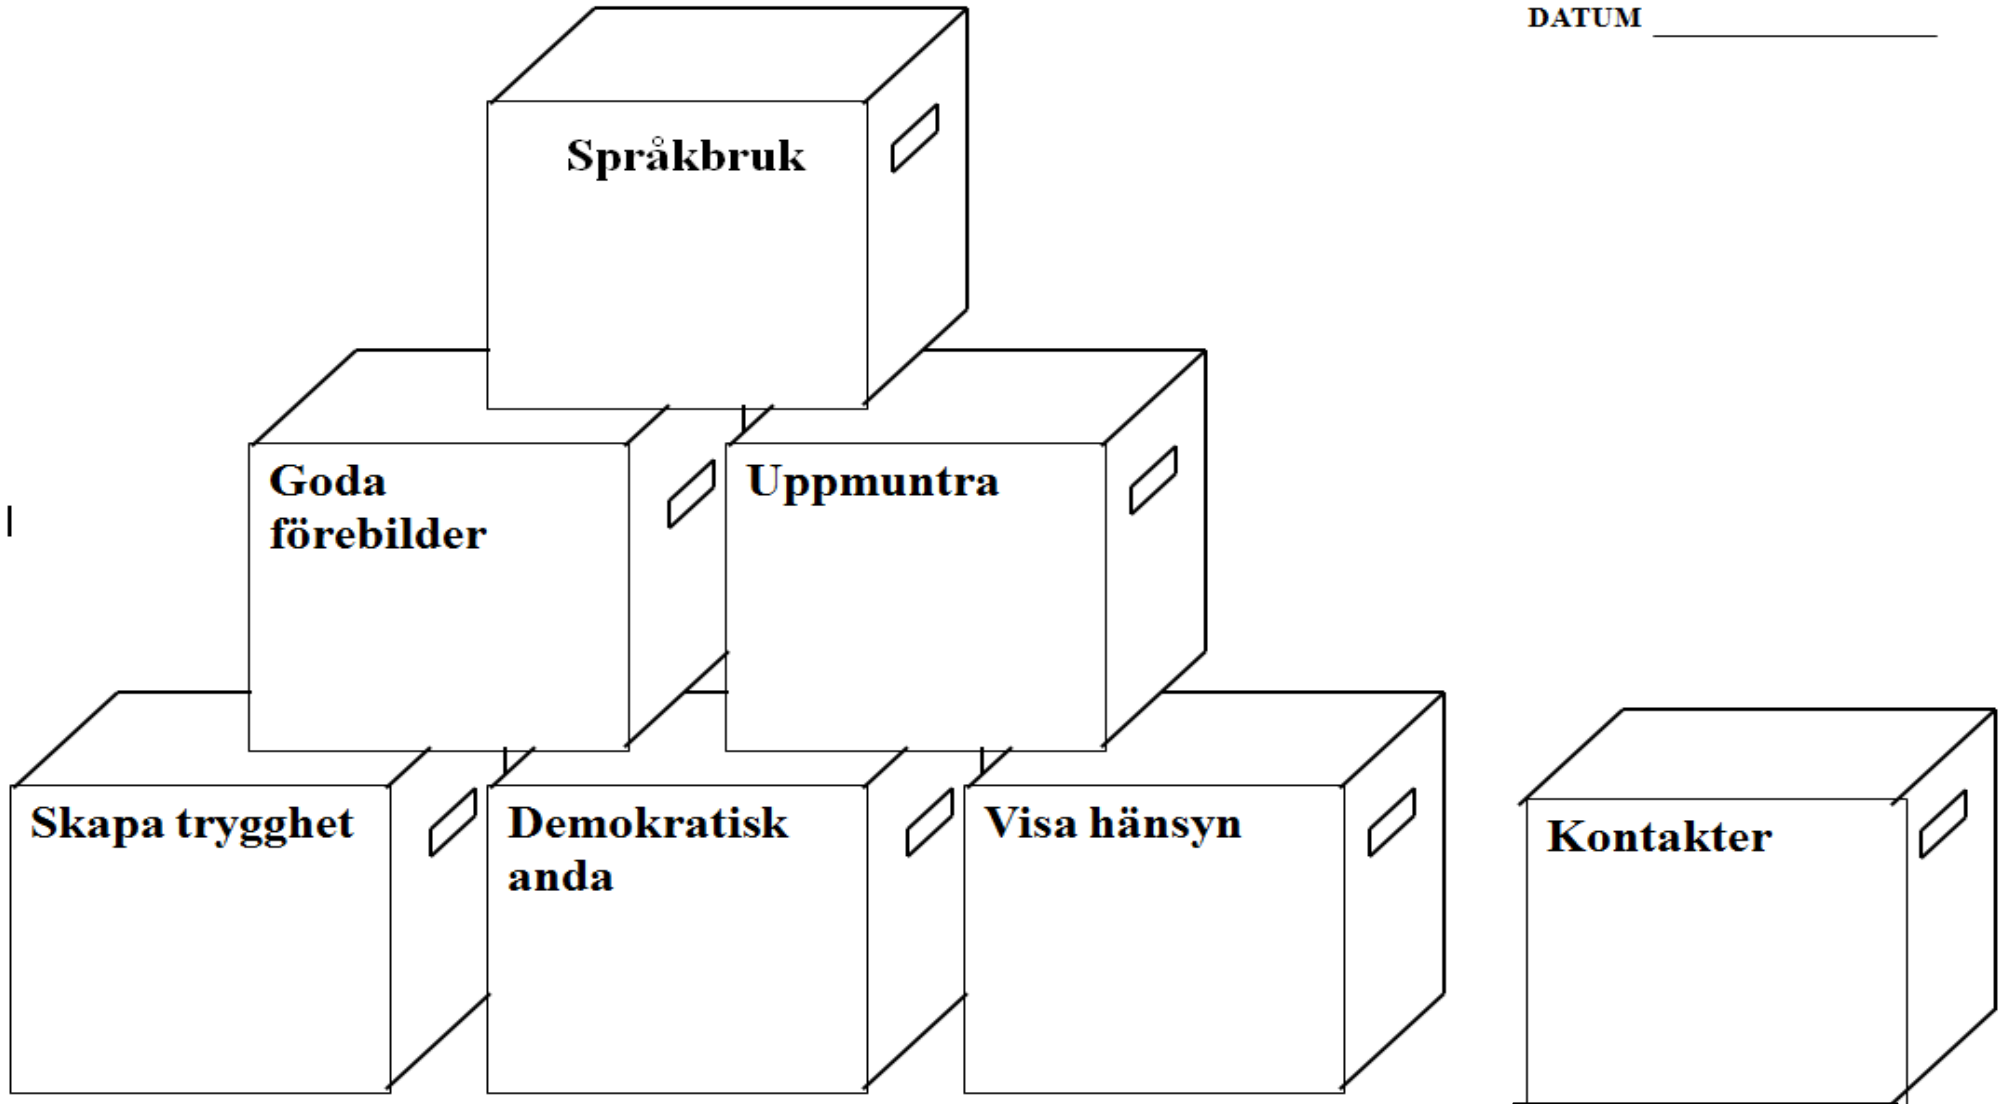 DATUM
Språkbruk
Goda
förebilder
Uppmuntra
Skapa trygghet
Demokratisk
anda
Visa hänsyn
Kontakter